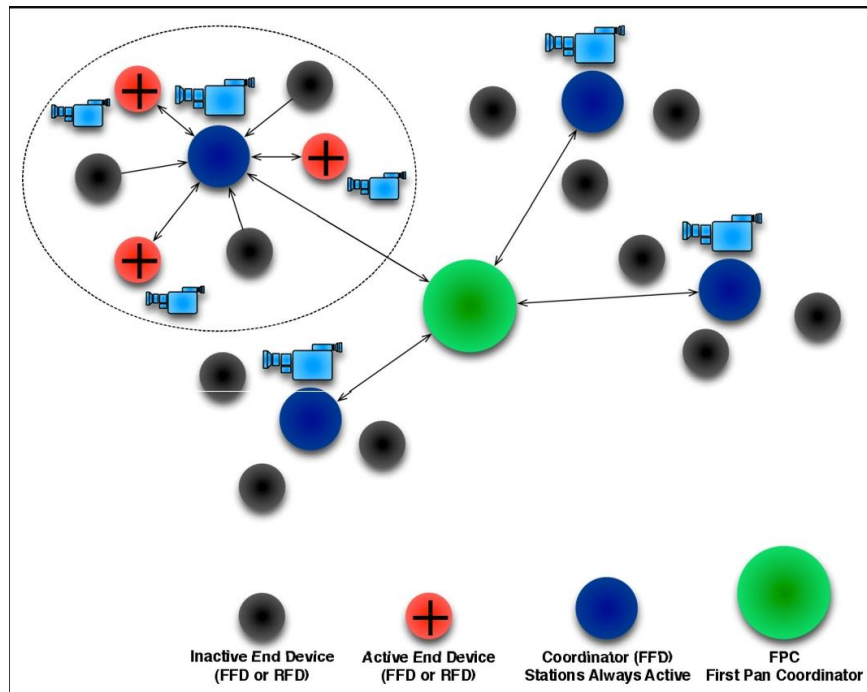 Inactive End Device
(FFD or RFD)
Active End Device
(FFD or RFD)
Coordinator (FFD)
Stations Always Active
FPC
First Pan Coordinator